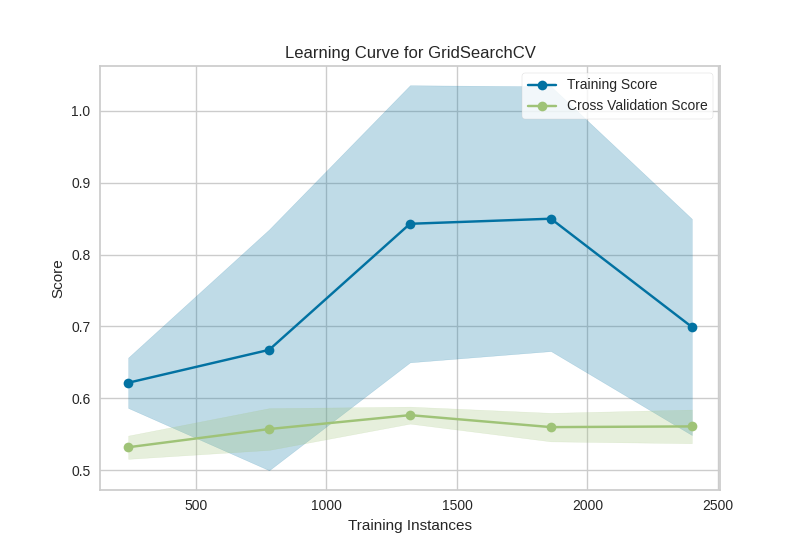 Learning Curve for GridSearchCV
Training Score
Cross Validation Score
1.0
0.9
0.8
0.7
0.6
0.5
Score
500
1000
1500
2000
2500
Training Instances